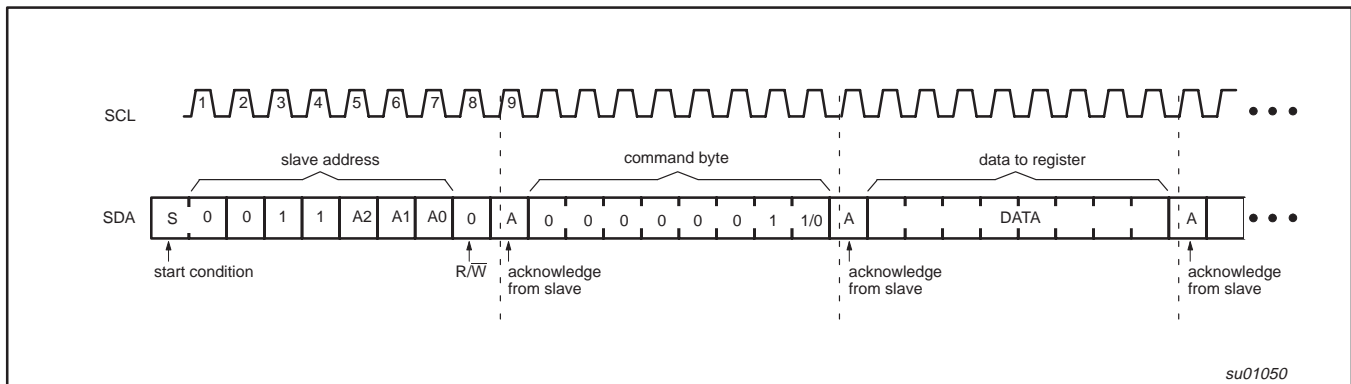 SCL 1 2 3 4 5 6 7 8 9
slave address command byte data to register
SDA S 0 0 1 1 A2 A1 A0 0 A 0 0 0 0 0 0 1 1/0 A DATA A
start condition R/W̅ acknowledge from slave acknowledge from slave acknowledge from slave
su01050